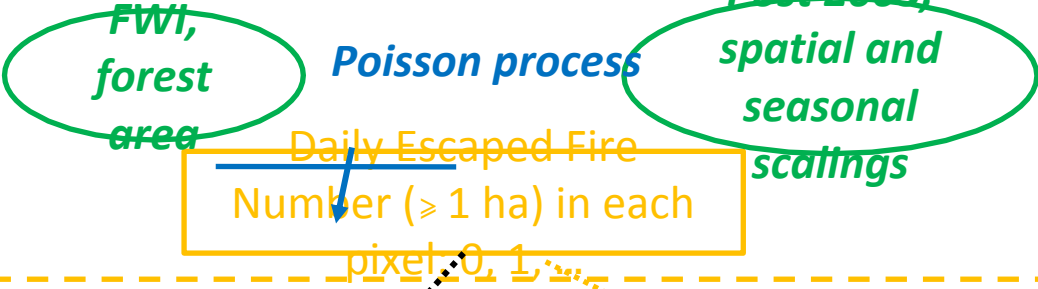 FWI,
forest
area
Poisson process
spatial and
seasonal
scalings
Daily Escaped Fire
Number (⩾ 1 ha) in each
pixel: 0, 1, ...